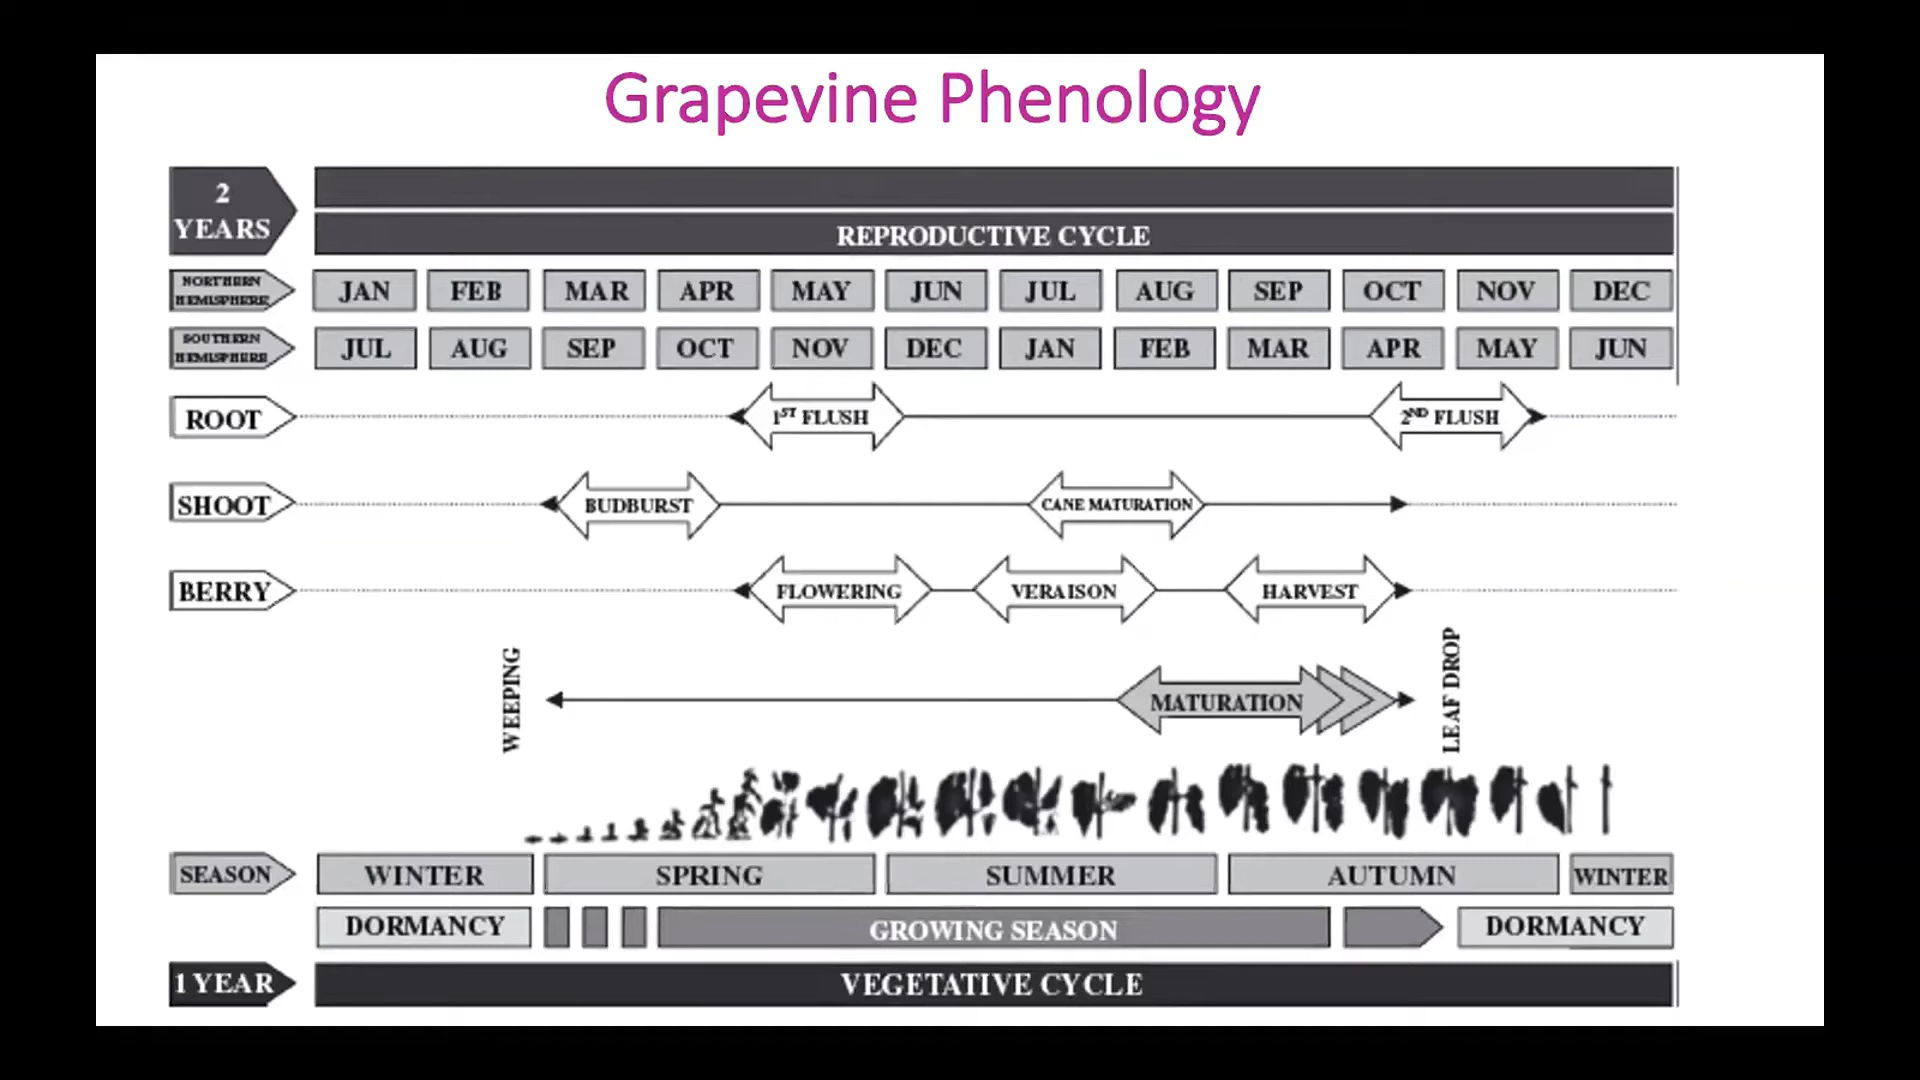 Grapevine Phenology
2
YEARS
REPRODUCTIVE CYCLE
NORTHERN
HEMISPHERE
JAN FEB MAR APR MAY JUN JUL AUG SEP OCT NOV DEC
SOUTHERN
HEMISPHERE
JUL AUG SEP OCT NOV DEC JAN FEB MAR APR MAY JUN
ROOT 1ST FLUSH 2ND FLUSH
SHOOT BUDBURST CANE MATURATION
BERRY FLOWERING VERAISON HARVEST
WEEPING MATURATION LEAF DROP
SEASON WINTER SPRING SUMMER AUTUMN WINTER
DORMANCY GROWING SEASON DORMANCY
1 YEAR VEGETATIVE CYCLE